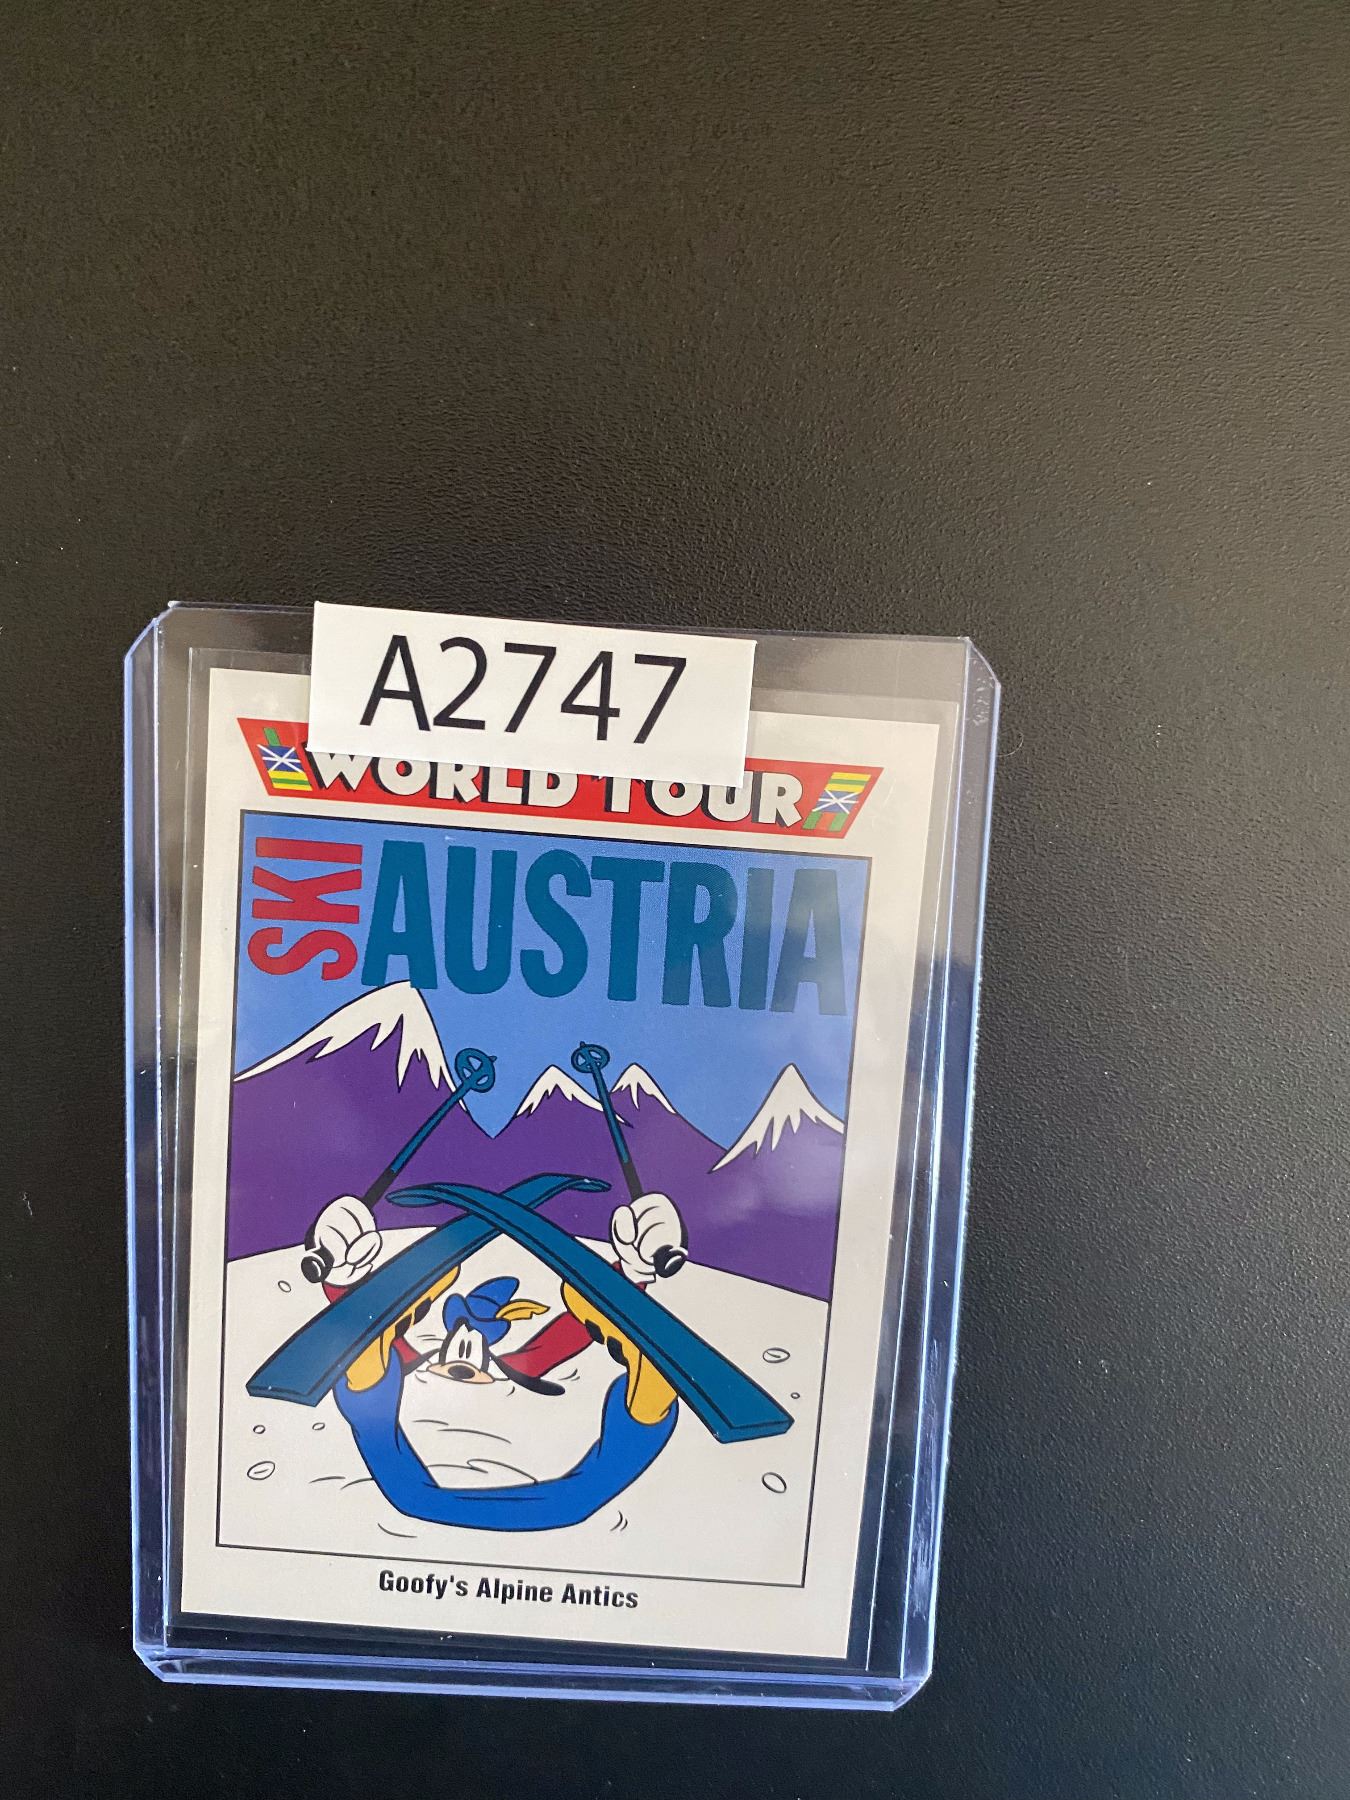 A2747
WORLD TOUR
SKI AUSTRIA
Goofy's Alpine Antics